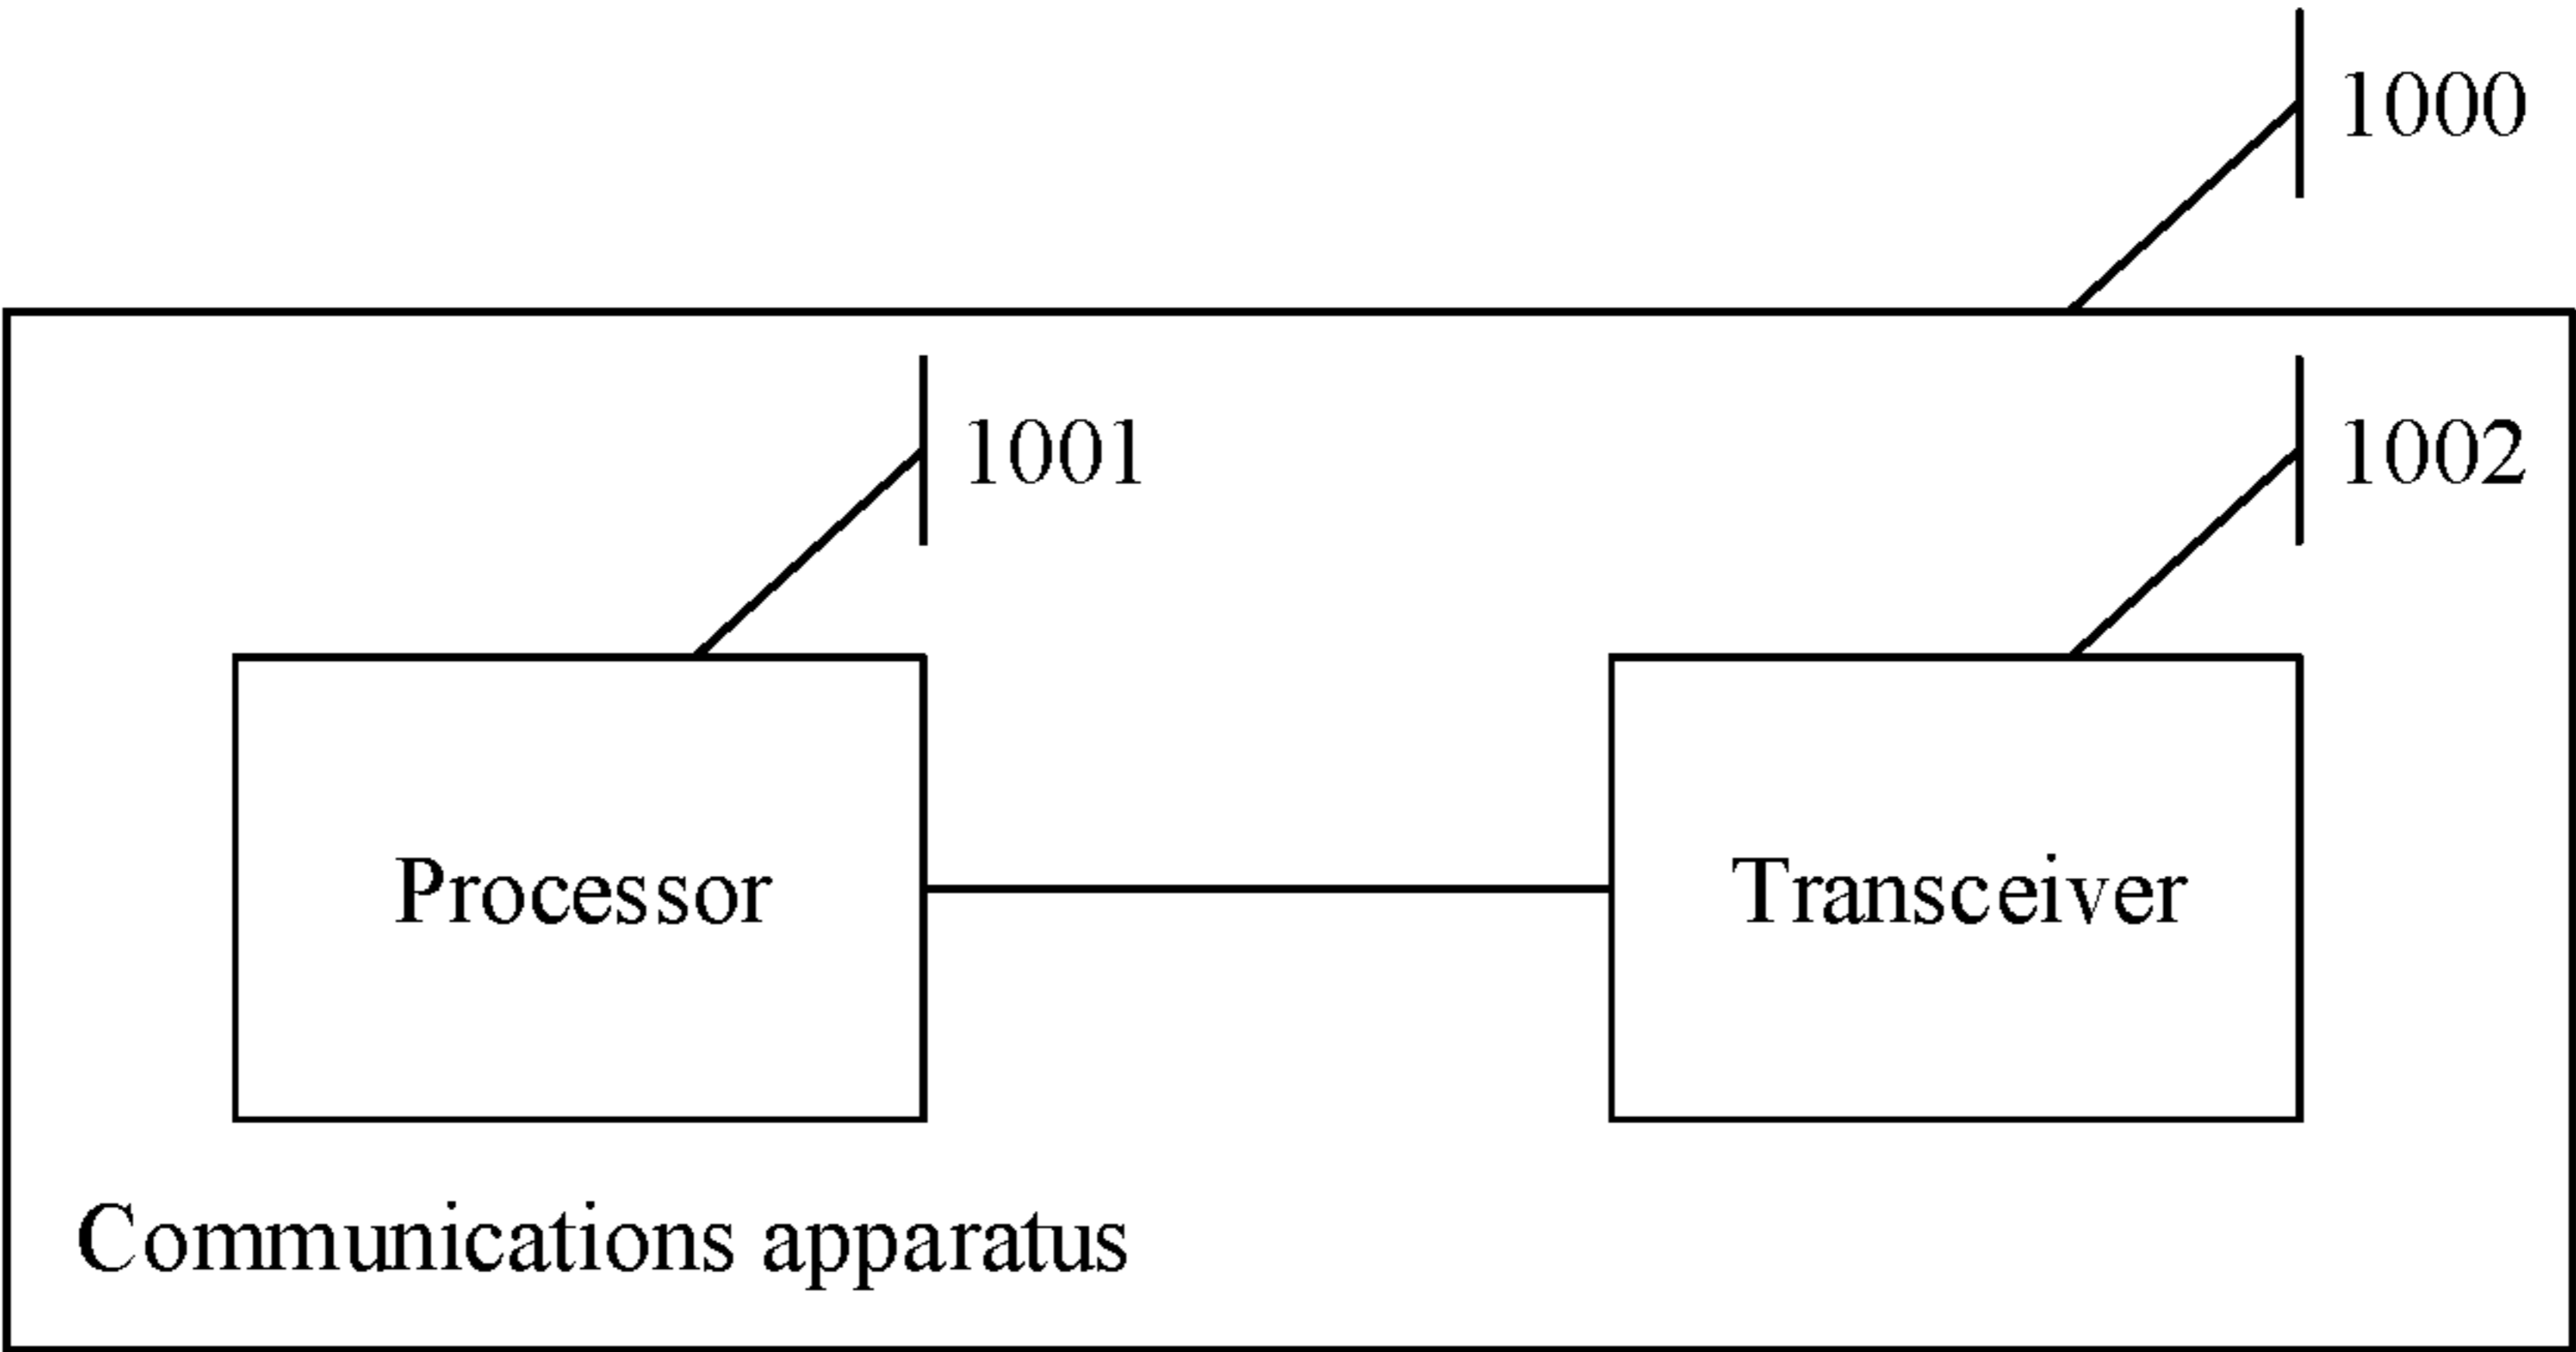 1000
1001
1002
Processor
Transceiver
Communications apparatus